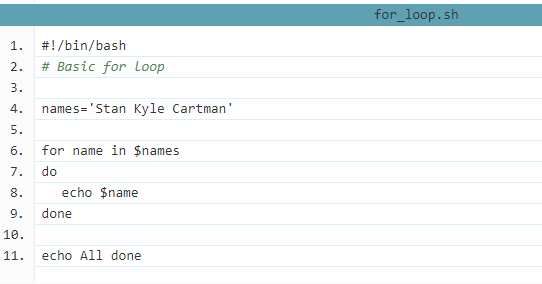 for_loop.sh
1. #!/bin/bash
2. # Basic for loop
3.
4. names='Stan Kyle Cartman'
5.
6. for name in $names
7. do
8. echo $name
9. done
10.
11. echo All done